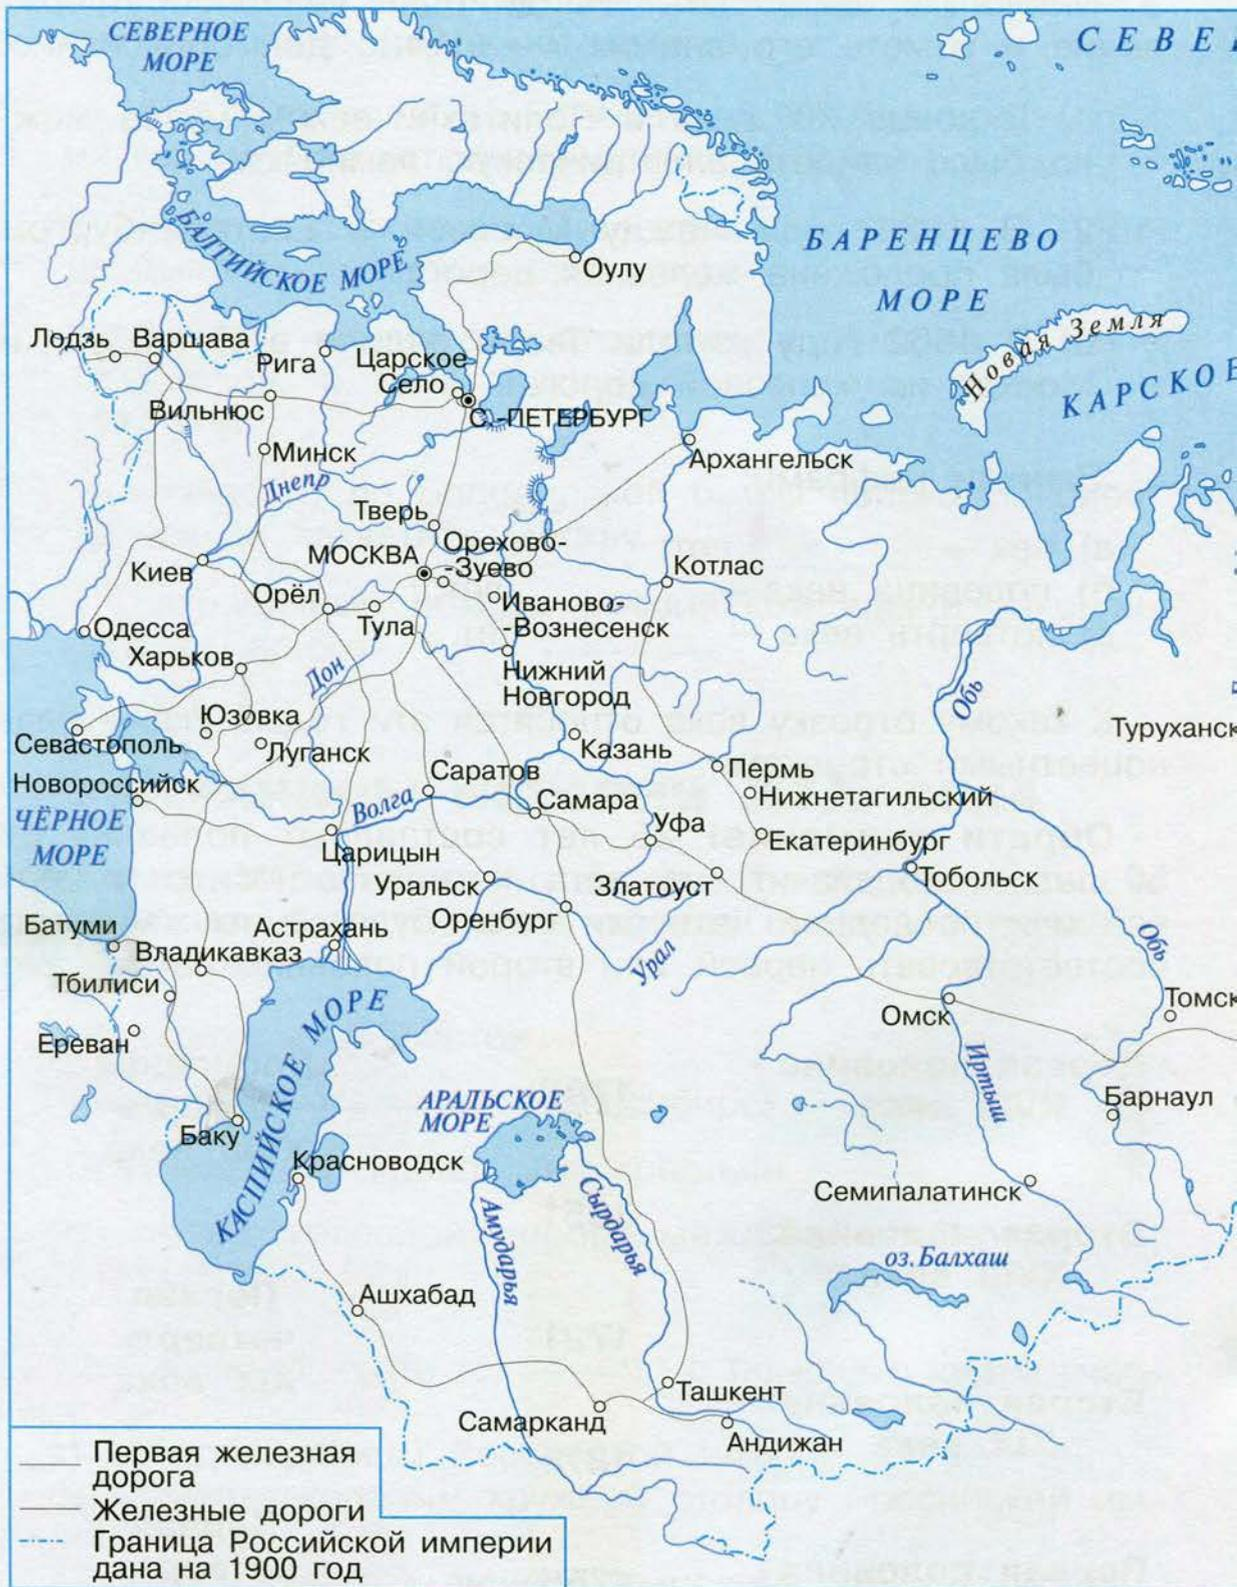 СЕВЕРНОЕ
МОРЕ
БАЛТИЙСКОЕ МОРЕ
БАРЕНЦЕВО
МОРЕ
Новая Земля
Оулу
Лодзь
Варшава
Рига
Царское
Село
С.-ПЕТЕРБУРГ
Вильнюс
Минск
Днепр
Архангельск
Тверь
Орехово-
-Зуево
МОСКВА
Киев
Котлас
Орёл
Тула
Иваново-
-Вознесенск
Одесса
Харьков
Дон
Нижний
Новгород
Обь
Юзовка
Севастополь
Луганск
Казань
Новороссийск
Саратов
Пермь
Нижнетагильский
ЧЁРНОЕ
МОРЕ
Волга
Самара
Уфа
Екатеринбург
Царицын
Уральск
Златоуст
Тобольск
Оренбург
Батуми
Астрахань
Владикавказ
Урал
Обь
Тбилиси
Томск
Ереван
Омск
КАСПИЙСКОЕ МОРЕ
Иртыш
АРАЛЬСКОЕ
МОРЕ
Барнаул
Баку
Красноводск
Сырдарья
Семипалатинск
Амударья
оз. Балхаш
Ашхабад
Ташкент
Самарканд
Андижан
Первая железная
дорога
Железные дороги
Граница Российской империи
дана на 1900 год
СЕВЕ
КАРСКОЕ
Туруханск